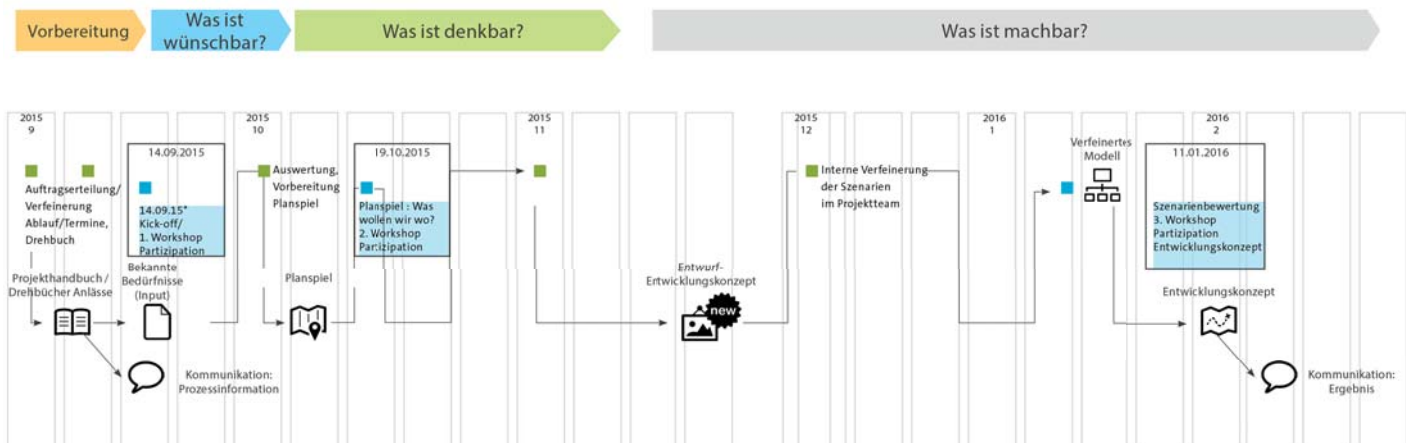 Vorbereitung
Was ist
wünschbar?
Was ist denkbar?
Was ist machbar?
2015
9
2015
10
2015
11
2015
12
2016
1
2016
2
14.09.2015
19.10.2015
11.01.2016
Auftragserteilung/
Verfeinerung
Ablauf/Termine,
Drehbuch
14.09.15*
Kick-off/
1. Workshop
Partizipation
Auswertung,
Vorbereitung
Planspiel
Planspiel : Was
wollen wir wo?
2. Workshop
Partizipation
Interne Verfeinerung
der Szenarien
im Projektteam
Verfeinertes
Modell
Szenarienbewertung
3. Workshop
Partizipation
Entwicklungskonzept
Projekthandbuch /
Drehbücher Anlässe
Bekannte
Bedürfnisse
(Input)
Planspiel
Entwurf-
Entwicklungskonzept
new
Entwicklungskonzept
Kommunikation:
Prozessinformation
Kommunikation:
Ergebnis